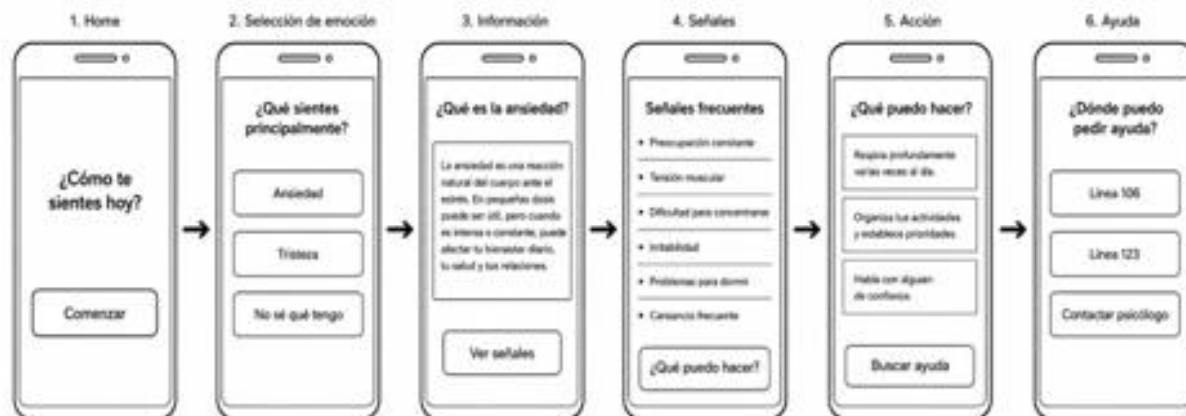 1. Home
¿Cómo te
sientes hoy?
Comenzar
2. Selección de emoción
¿Qué sientes
principalmente?
Ansiedad
Tristeza
No sé qué tengo
3. Información
¿Qué es la ansiedad?
La ansiedad es una reacción
natural del cuerpo ante el
estrés. En pequeñas dosis
puede ser útil, pero cuando
es intensa o constante, puede
afectar tu bienestar diario,
tu salud y tus relaciones.
Ver señales
4. Señales
Señales frecuentes
• Preocupación constante
• Tensión muscular
• Dificultad para concentrarse
• Irritabilidad
• Problemas para dormir
• Cansancio frecuente
¿Qué puedo hacer?
5. Acción
¿Qué puedo hacer?
Respira profundamente
varias veces al día.
Organiza tus actividades
y establece prioridades.
Habla con alguien
de confianza.
Buscar ayuda
6. Ayuda
¿Dónde puedo
pedir ayuda?
Línea 106
Línea 123
Contactar psicólogo